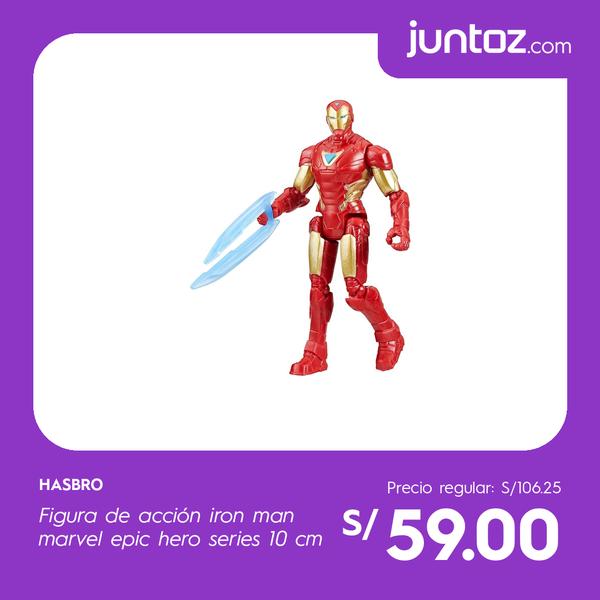 juntoz.com
HASBRO
Figura de acción iron man
marvel epic hero series 10 cm
Precio regular: S/106.25
S/59.00